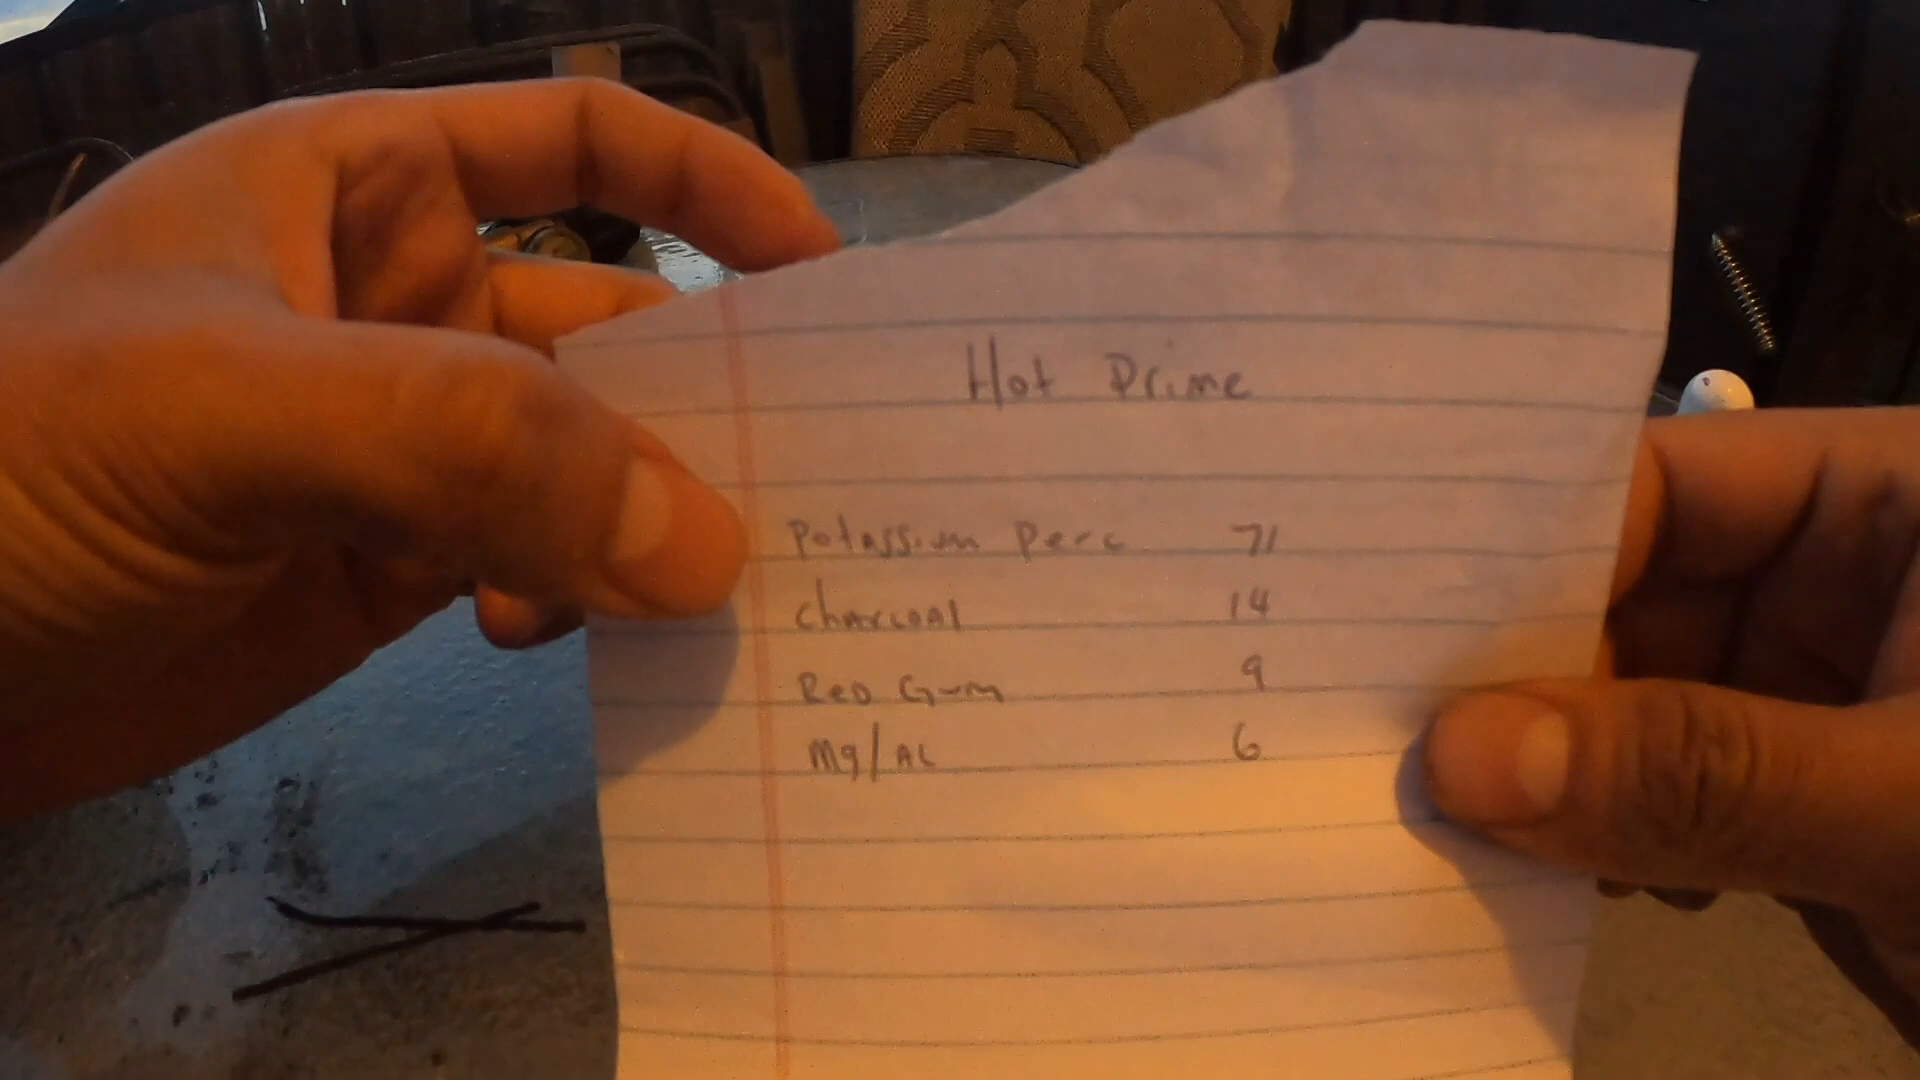 Hot Prime
Potassium Perc 71
Charcoal 14
Red Gum 9
Mg/AL 6